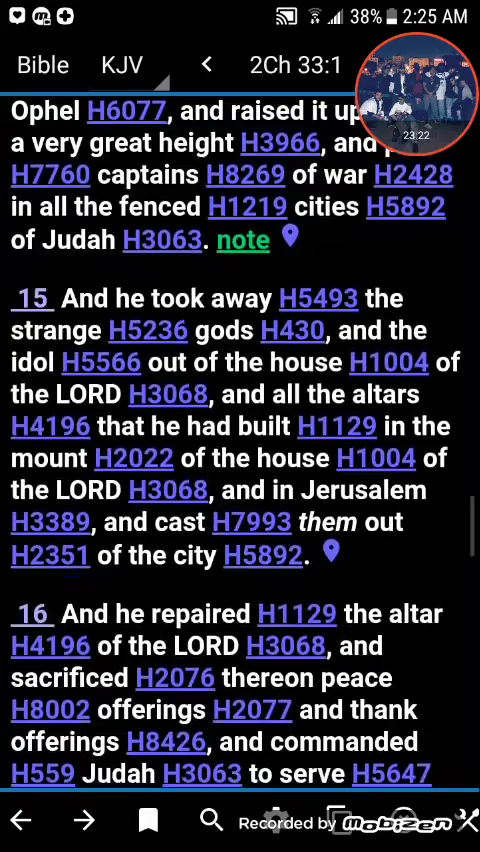 38% 2:25 AM
Bible KJV < 2Ch 33:1
23:22
Ophel H6077, and raised it up
a very great height H3966, and
H7760 captains H8269 of war H2428
in all the fenced H1219 cities H5892
of Judah H3063. note
15 And he took away H5493 the
strange H5236 gods H430, and the
idol H5566 out of the house H1004 of
the LORD H3068, and all the altars
H4196 that he had built H1129 in the
mount H2022 of the house H1004 of
the LORD H3068, and in Jerusalem
H3389, and cast H7993 them out
H2351 of the city H5892.
16 And he repaired H1129 the altar
H4196 of the LORD H3068, and
sacrificed H2076 thereon peace
H8002 offerings H2077 and thank
offerings H8426, and commanded
H559 Judah H3063 to serve H5647
Recorded by mobizen